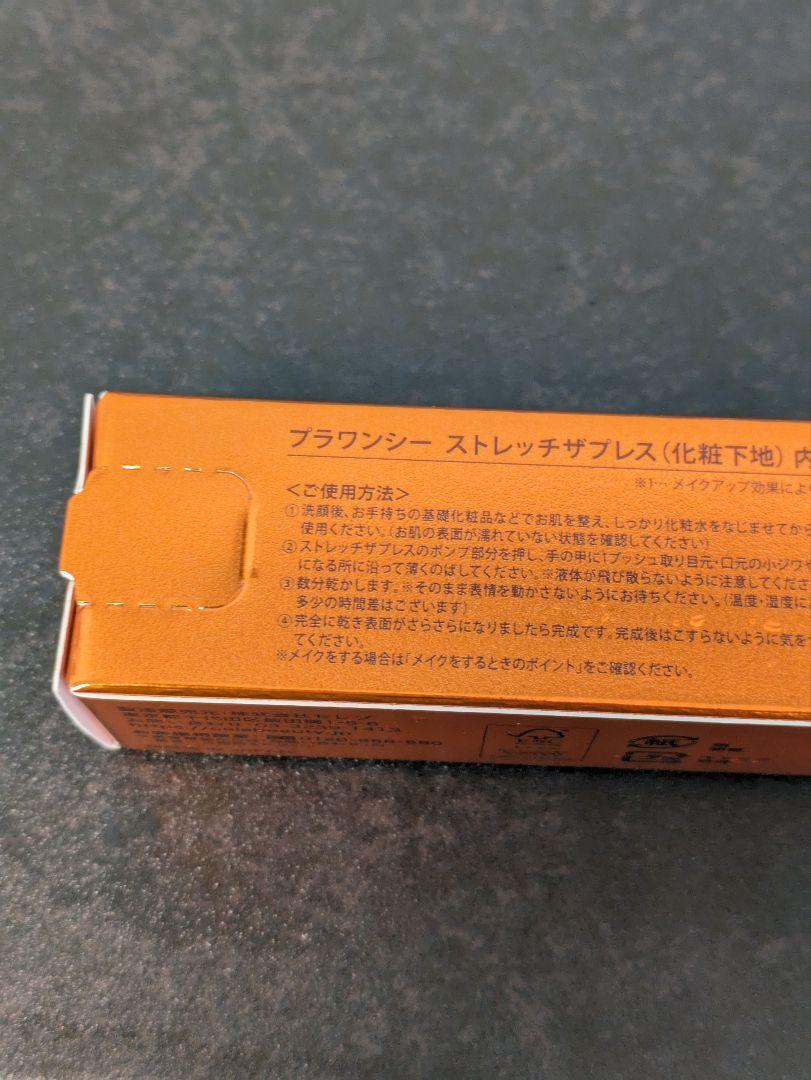 プラワンシー ストレッチザプレス(化粧下地) 内
※1… メイクアップ効果により
<ご使用方法>
①洗顔後、お手持ちの基礎化粧品などでお肌を整え、しっかり化粧水をなじませてから
使用ください。(お肌の表面が濡れていない状態を確認してください)
②ストレッチザプレスのポンプ部分を押し、手の甲に1プッシュ取り目元・口元の小ジワや
になる所に沿って薄くのばしてください。※液体が飛び散らないように注意してくださ
③数分乾かします。※そのまま表情を動かさないようにお待ちください。(温度・湿度に
多少の時間差はございます)
④完全に乾き表面がさらさらになりましたら完成です。完成後はこすらないように気を
てください。
※メイクをする場合は「メイクをするときのポイント」をご確認ください。
紙